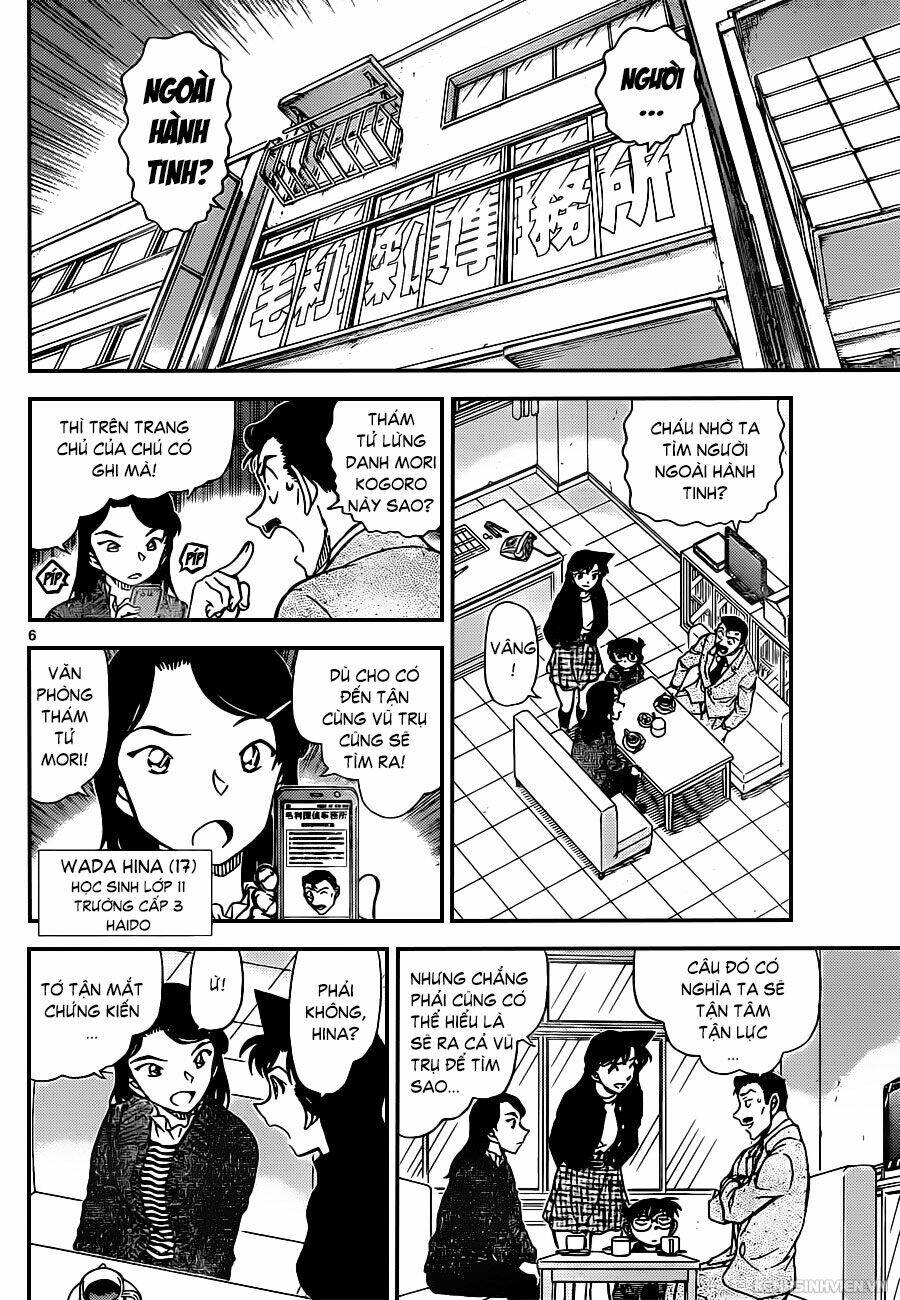 NGƯỜI
...
NGOÀI
HÀNH
TINH?
毛利探偵事務所
CHÁU NHỜ TA
TÌM NGƯỜI
NGOÀI HÀNH
TINH?
VÂNG
!
THÁM
TỬ LỪNG
DANH MORI
KOGORO
NÀY SAO?
THÌ TRÊN TRANG
CHỦ CỦA CHÚ CÓ
GHI MÀ!
PÍP
PÍP
6
DÙ CHO CÓ
ĐẾN TẬN
CÙNG VŨ TRỤ
CŨNG SẼ
TÌM RA!
VĂN
PHÒNG
THÁM
TỬ
MORI!
毛利探偵事務所
WADA HINA (17)
HỌC SINH LỚP 11
TRƯỜNG CẤP 3
HAIDO
CÂU ĐÓ CÓ
NGHĨA TA SẼ
TẬN TÂM
TẬN LỰC
...
NHƯNG CHẲNG
PHẢI CŨNG CÓ
THỂ HIỂU LÀ
SẼ RA CẢ VŨ
TRỤ ĐỂ TÌM
SAO...
PHẢI
KHÔNG,
HINA?
Ừ!
TỚ TẬN MẮT
CHỨNG KIẾN
...
KENHSINHVIEN.VN